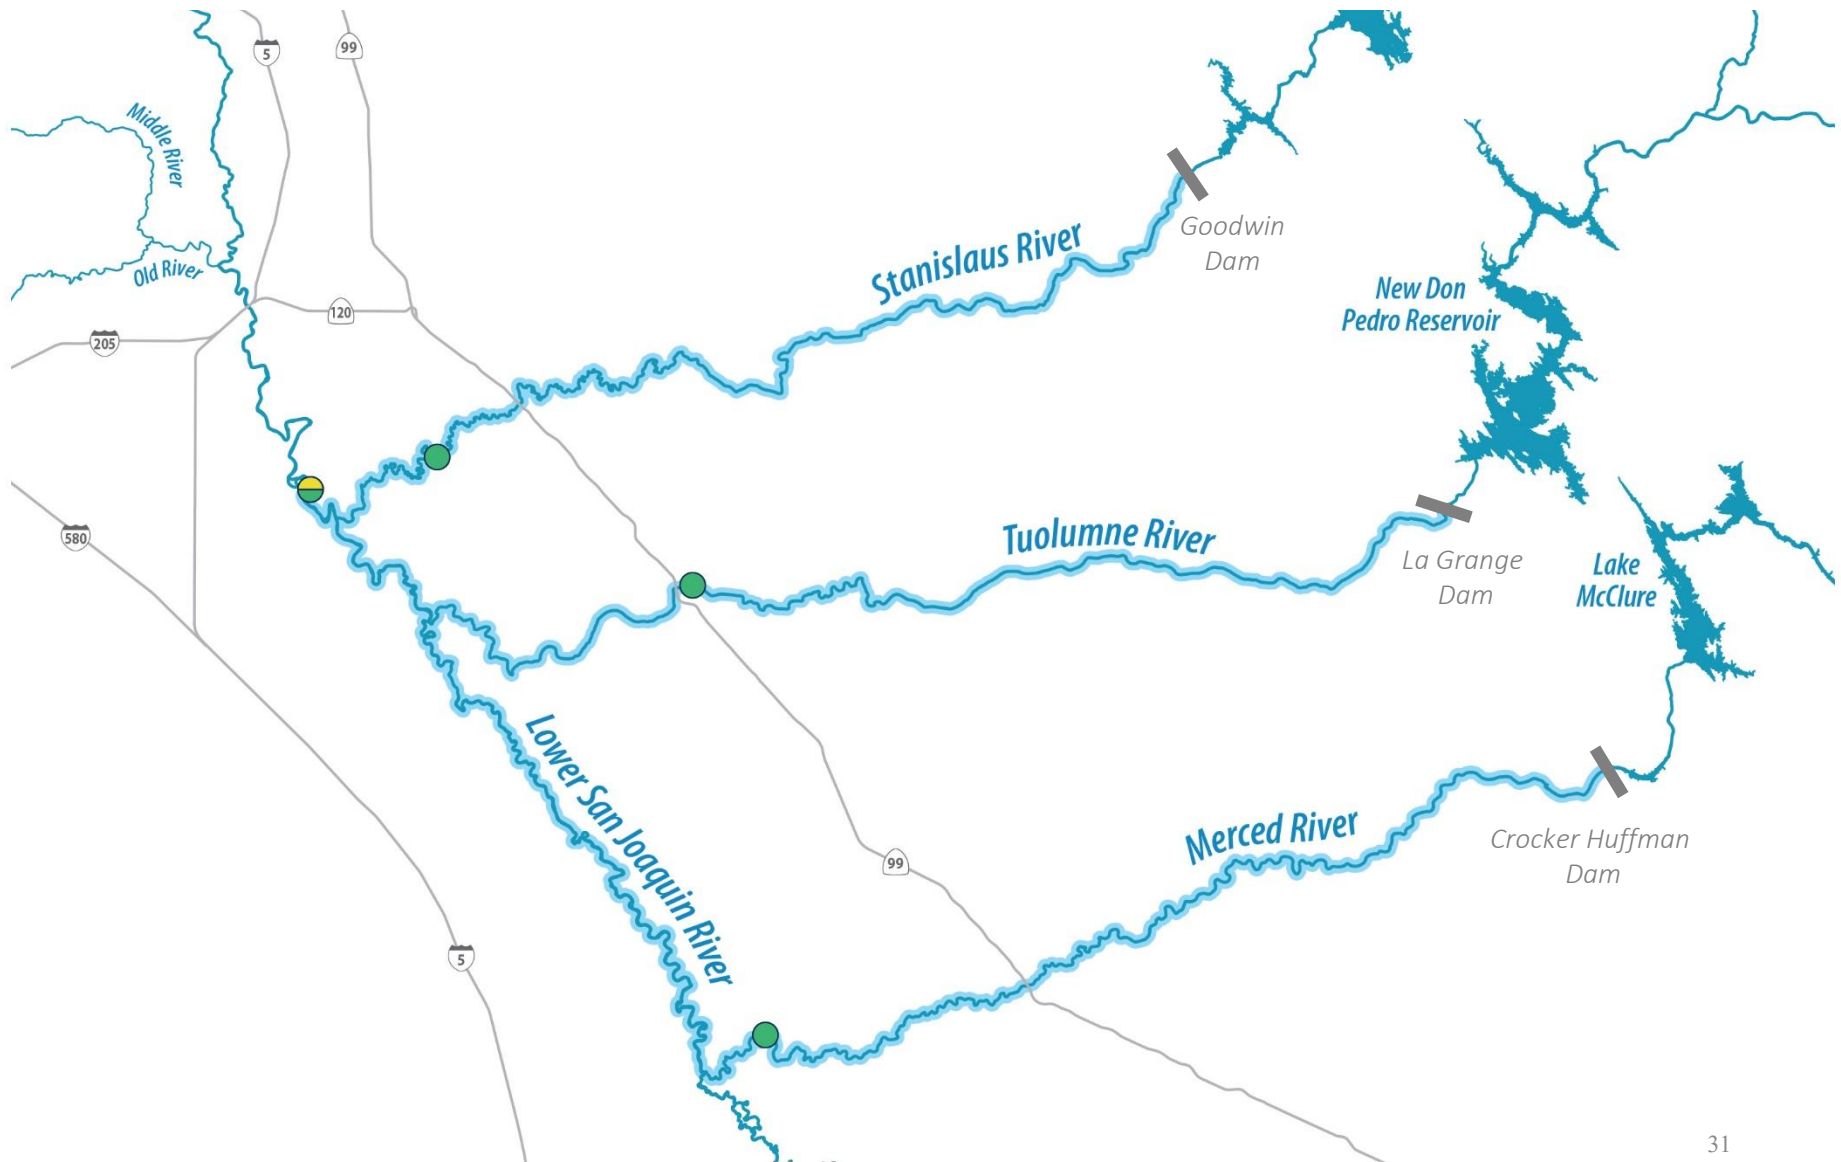 5
99
Middle River
Old River
120
205
Stanislaus River
Goodwin
Dam
New Don
Pedro Reservoir
580
Tuolumne River
La Grange
Dam
Lake
McClure
Lower San Joaquin River
Merced River
Crocker Huffman
Dam
99
5
31